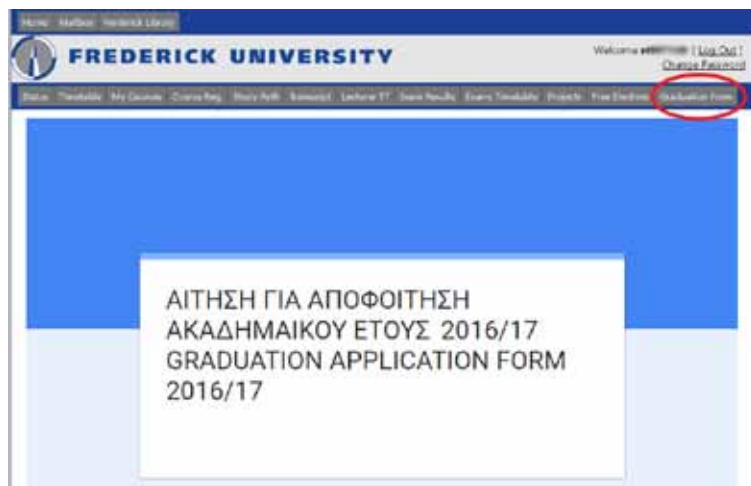 Home Mailbox Frederick Library
FREDERICK UNIVERSITY
Welcome | Log Out |
Change Password
Status Timetable My Courses Course Reg. Study Path Transcript Lecturer TT Exam Results Exams Timetable Projects Free Electives Graduation Form
ΑΙΤΗΣΗ ΓΙΑ ΑΠΟΦΟΙΤΗΣΗ
ΑΚΑΔΗΜΑΙΚΟΥ ΕΤΟΥΣ 2016/17
GRADUATION APPLICATION FORM
2016/17